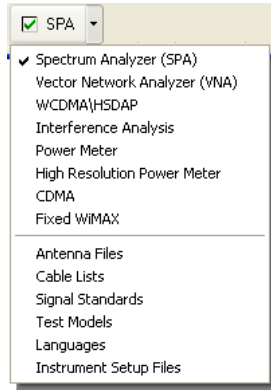 SPA
Spectrum Analyzer (SPA)
Vector Network Analyzer (VNA)
WCDMA\HSDAP
Interference Analysis
Power Meter
High Resolution Power Meter
CDMA
Fixed WiMAX
Antenna Files
Cable Lists
Signal Standards
Test Models
Languages
Instrument Setup Files